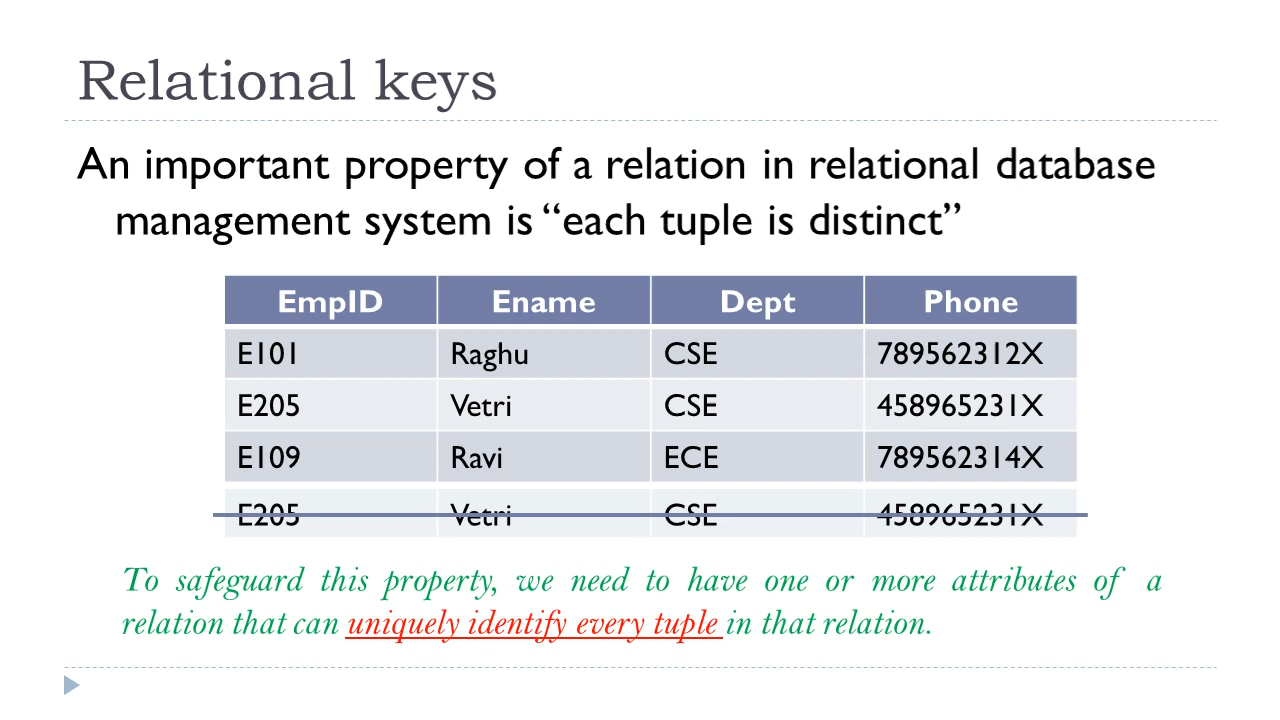 Relational keys
An important property of a relation in relational database
management system is “each tuple is distinct”
EmpID Ename Dept Phone
E101 Raghu CSE 789562312X
E205 Vetri CSE 458965231X
E109 Ravi ECE 789562314X
E205 Vetri CSE 458965231X
To safeguard this property, we need to have one or more attributes of a
relation that can uniquely identify every tuple in that relation.